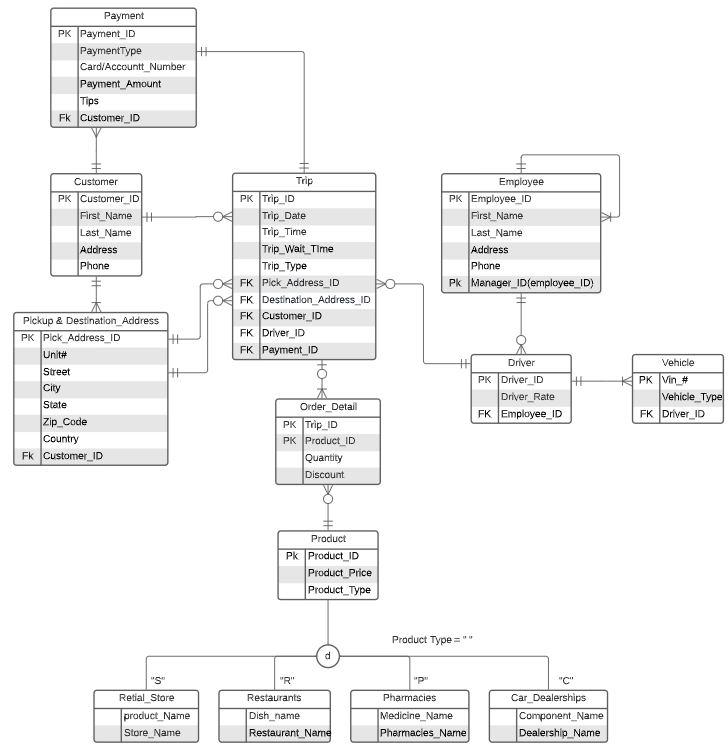 Payment
PK Payment_ID
PaymentType
Card/Accountt_Number
Payment_Amount
Tips
Fk Customer_ID
Customer
PK Customer_ID
First_Name
Last_Name
Address
Phone
Trip
PK Trip_ID
Trip_Date
Trip_Time
Trip_Wait_TIme
Trip_Type
FK Pick_Address_ID
FK Destination_Address_ID
FK Customer_ID
FK Driver_ID
FK Payment_ID
Employee
PK Employee_ID
First_Name
Last_Name
Address
Phone
Pk Manager_ID(employee_ID)
Pickup & Destination_Address
PK Pick_Address_ID
Unit#
Street
City
State
Zip_Code
Country
Fk Customer_ID
Driver
PK Driver_ID
Driver_Rate
FK Employee_ID
Vehicle
PK Vin_#
Vehicle_Type
FK Driver_ID
Order_Detail
PK Trip_ID
PK Product_ID
Quantity
Discount
Product
Pk Product_ID
Product_Price
Product_Type
d
Product Type = " "
"S"
"R"
"P"
"C"
Retial_Store
product_Name
Store_Name
Restaurants
Dish_name
Restaurant_Name
Pharmacies
Medicine_Name
Pharmacies_Name
Car_Dealerships
Component_Name
Dealership_Name